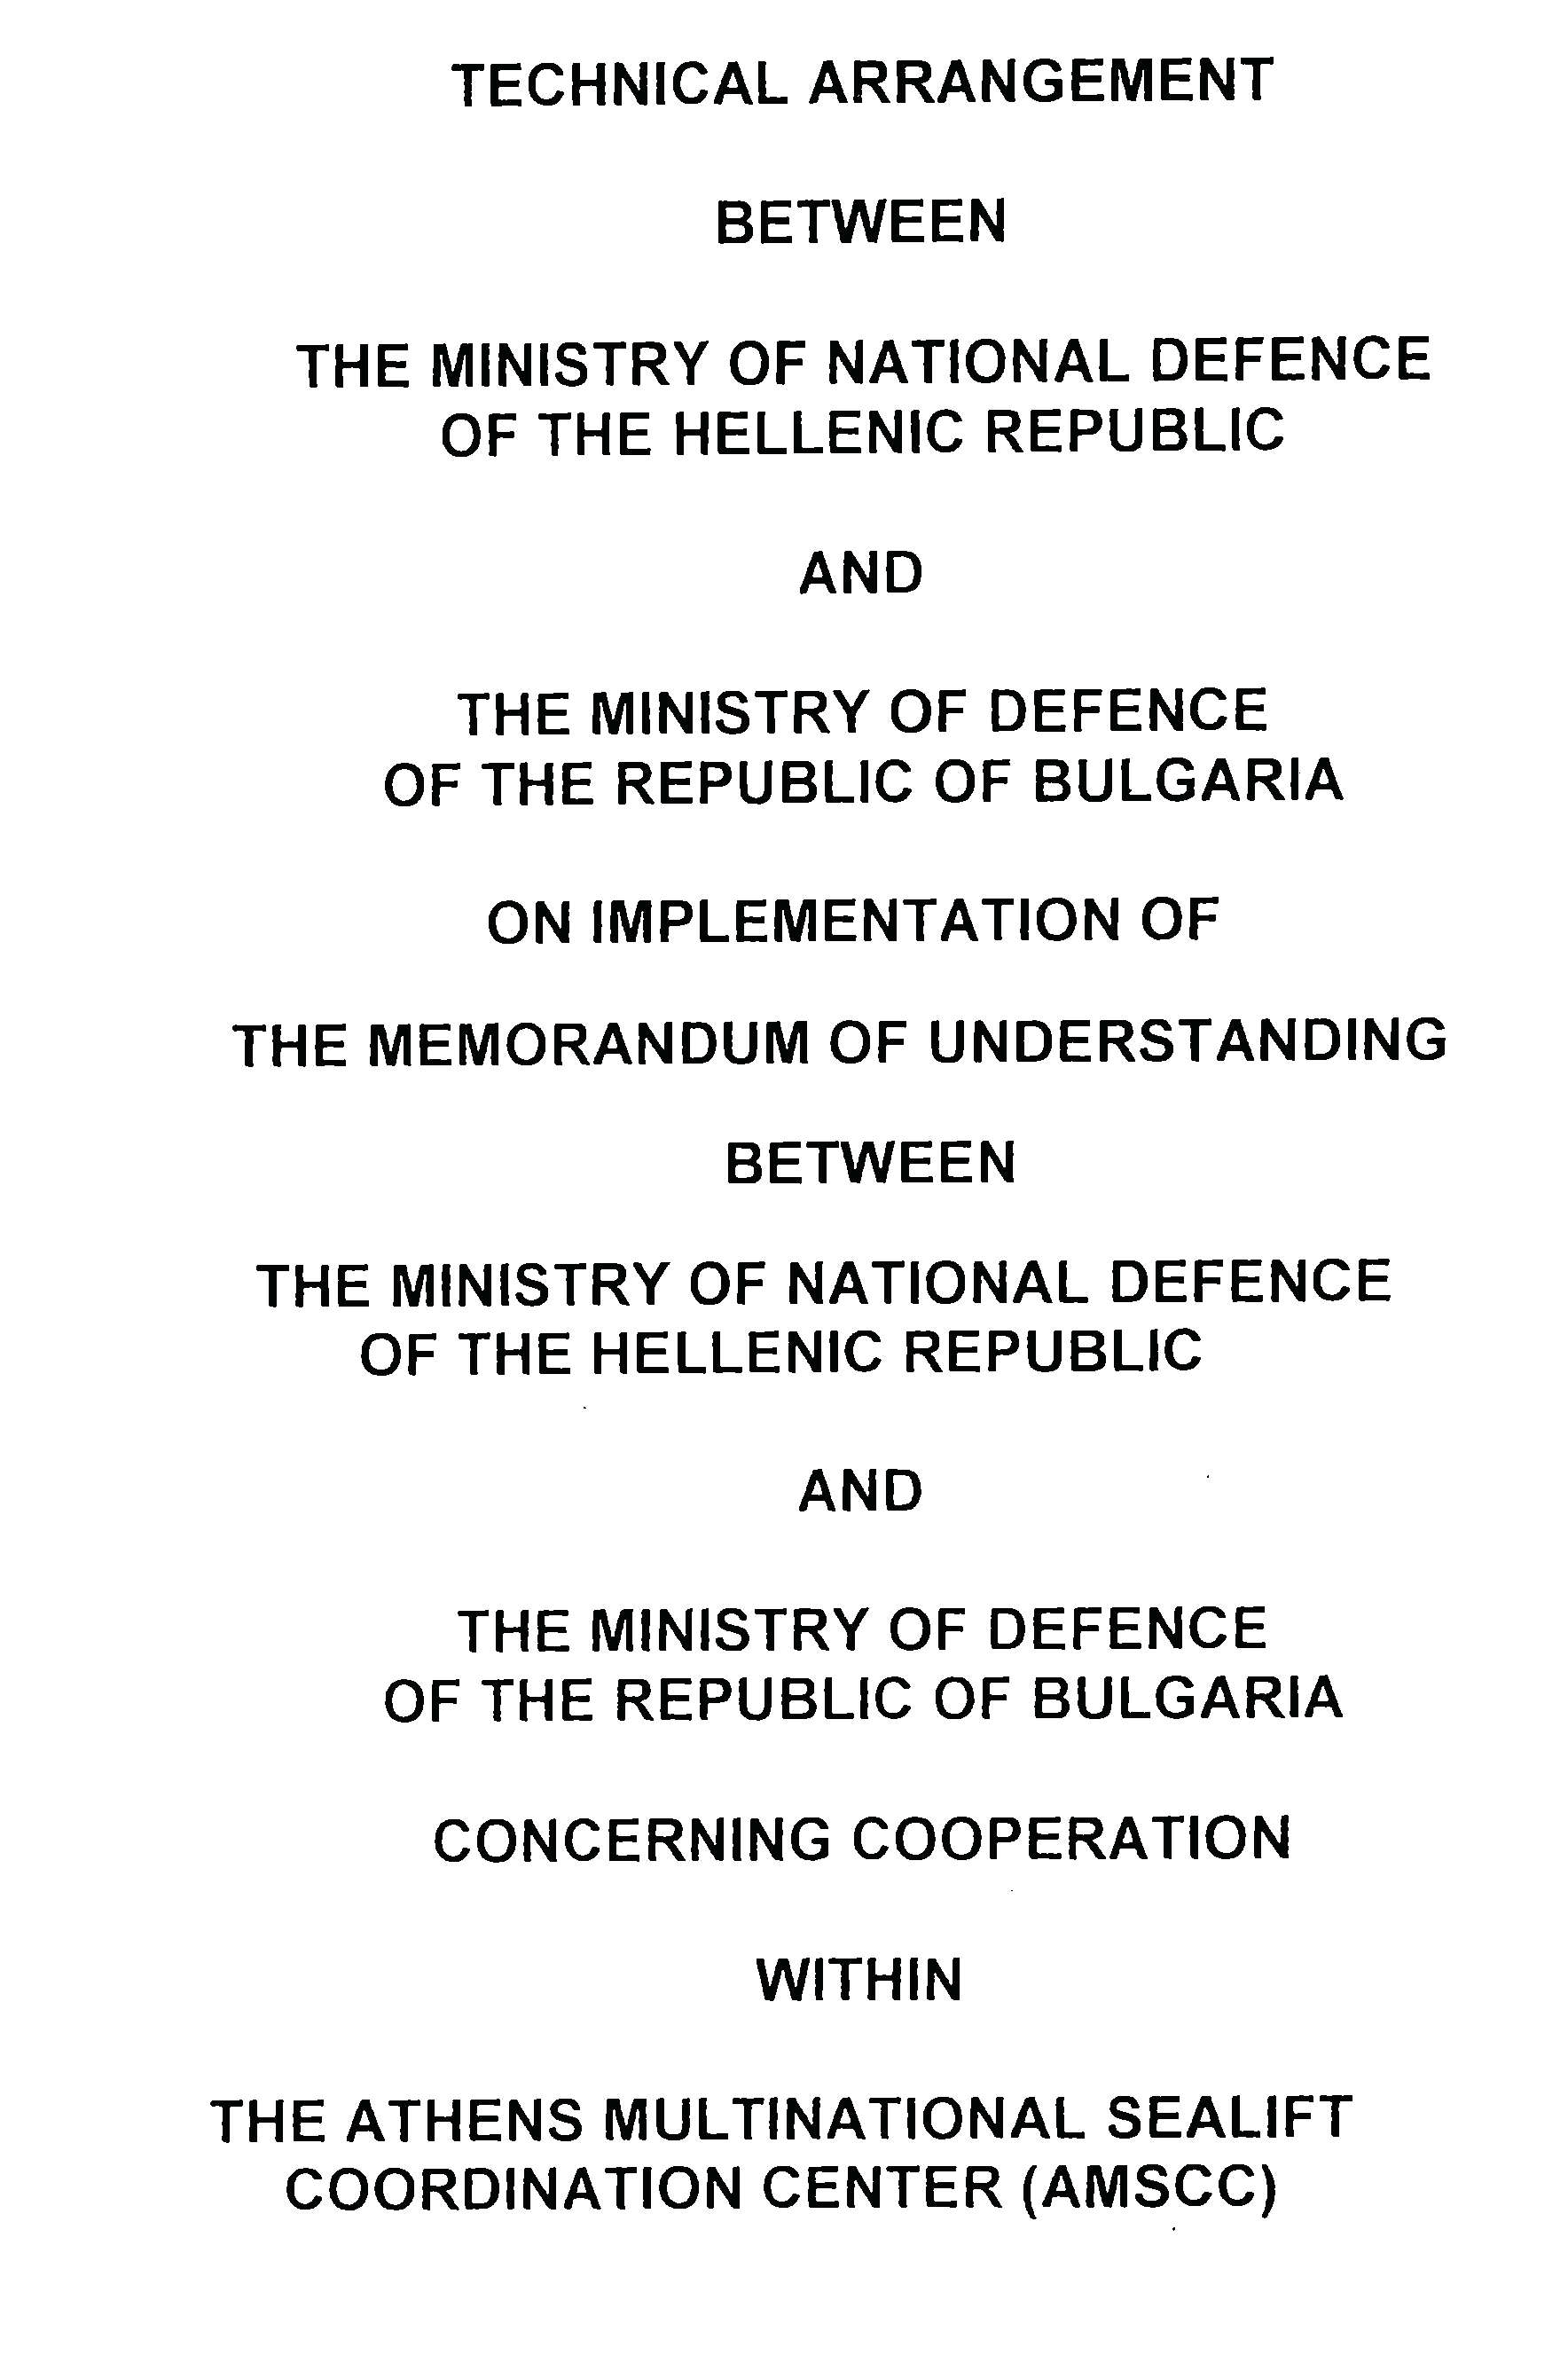 TECHNICAL ARRANGEMENT
BETWEEN
THE MINISTRY OF NATIONAL DEFENCE
OF THE HELLENIC REPUBLIC
AND
THE MINISTRY OF DEFENCE
OF THE REPUBLIC OF BULGARIA
ON IMPLEMENTATION OF
THE MEMORANDUM OF UNDERSTANDING
BETWEEN
THE MINISTRY OF NATIONAL DEFENCE
OF THE HELLENIC REPUBLIC
AND
THE MINISTRY OF DEFENCE
OF THE REPUBLIC OF BULGARIA
CONCERNING COOPERATION
WITHIN
THE ATHENS MULTINATIONAL SEALIFT
COORDINATION CENTER (AMSCC)